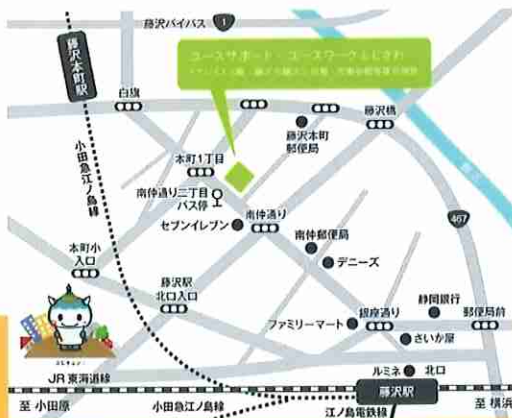 藤沢バイパス
1
藤沢本町駅
ユースサポート・ユースワークふじさわ
白旗
藤沢橋
藤沢本町
郵便局
本町1丁目
小田急江ノ島線
南仲通り二丁目
バス停
セブンイレブン
南仲通り
467
南仲郵便局
デニーズ
本町小
入口
藤沢駅
北口入口
静岡銀行
ファミリーマート
銀座通り
郵便局前
さいか屋
ルミネ
北口
JR東海道線
藤沢駅
至 小田原
小田急江ノ島線
江ノ島電鉄線
至 横浜